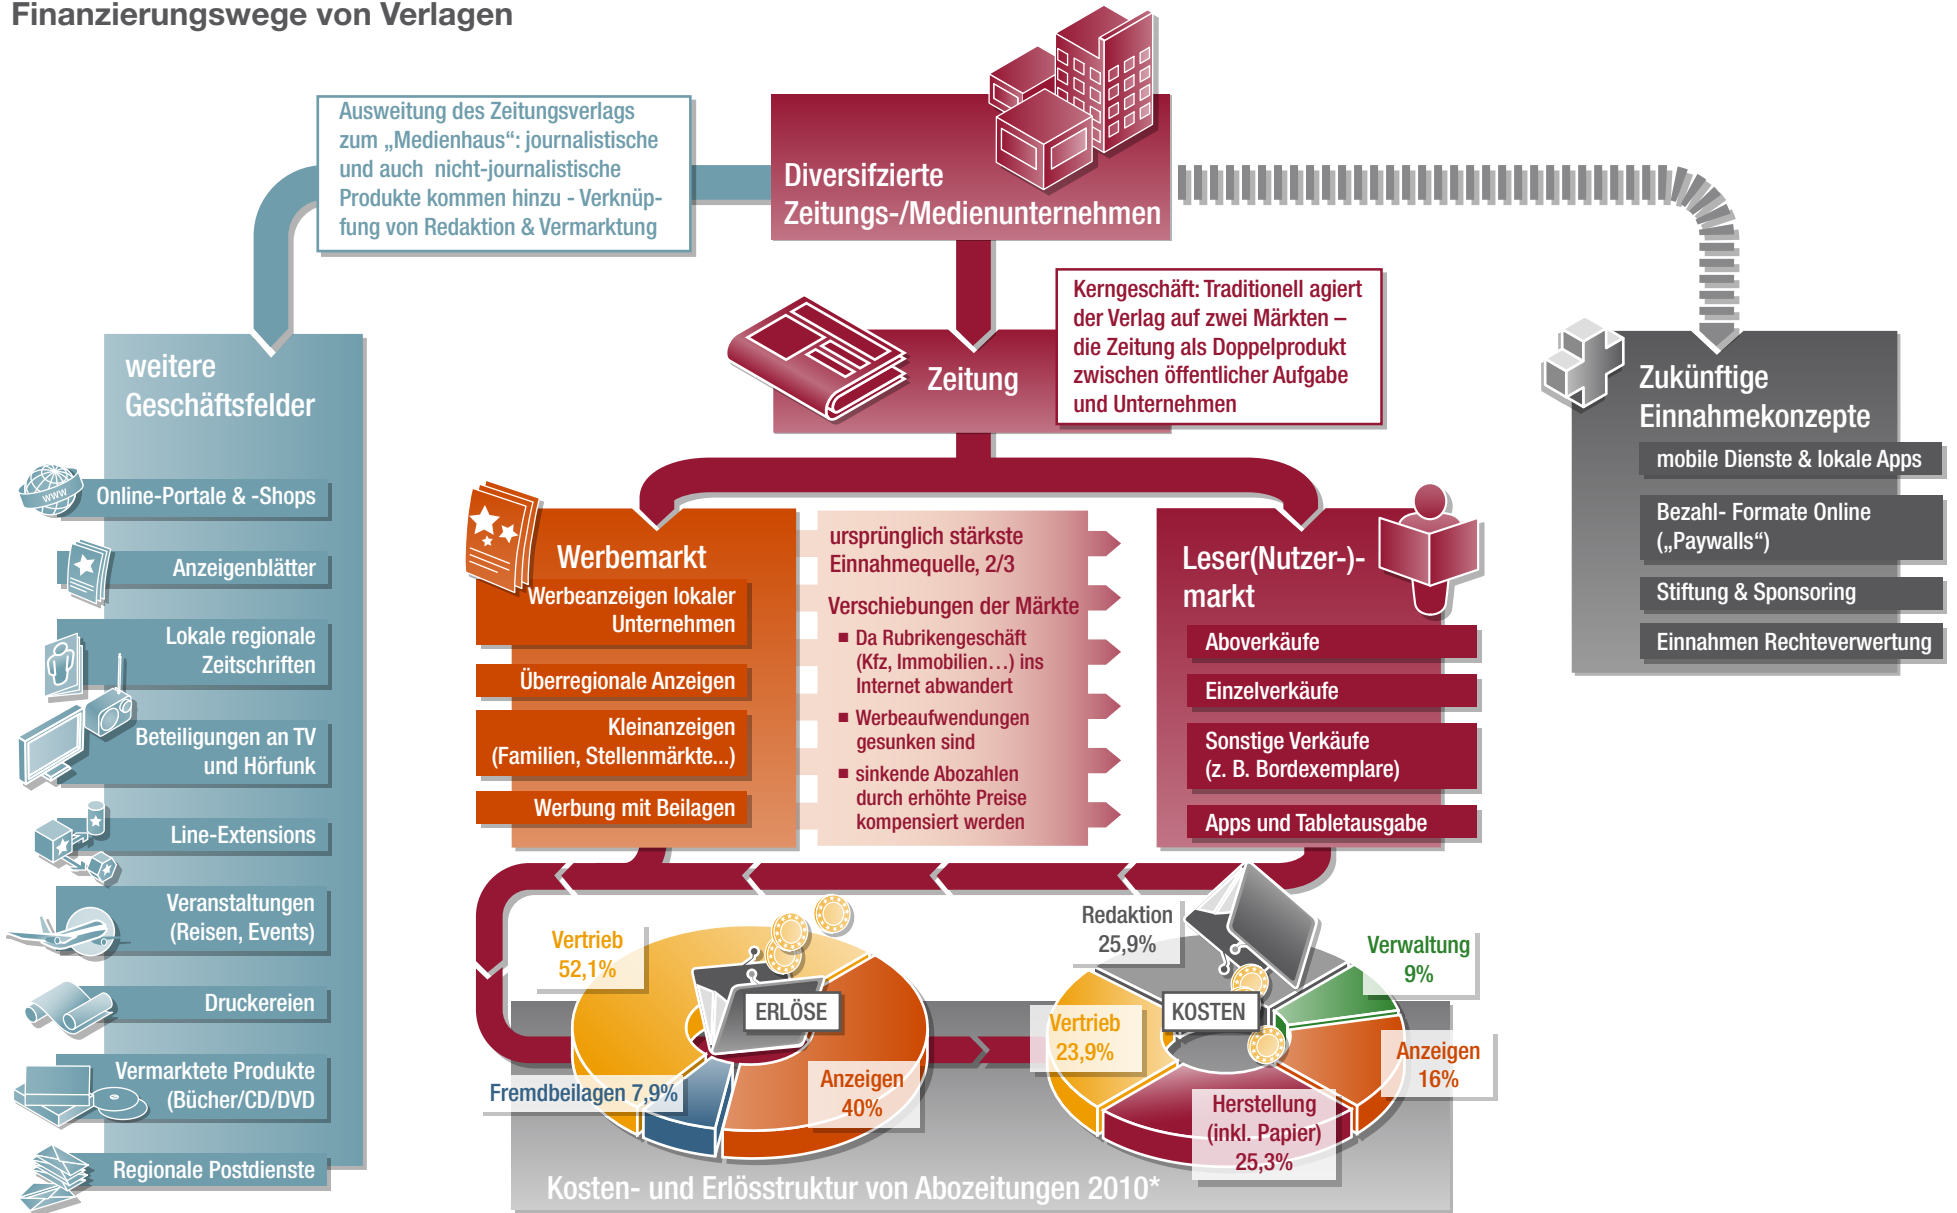 Finanzierungswege von Verlagen
Ausweitung des Zeitungsverlags
zum „Medienhaus“: journalistische
und auch nicht-journalistische
Produkte kommen hinzu - Verknüp-
fung von Redaktion & Vermarktung
Diversifzierte
Zeitungs-/Medienunternehmen
Kerngeschäft: Traditionell agiert
der Verlag auf zwei Märkten –
die Zeitung als Doppelprodukt
zwischen öffentlicher Aufgabe
und Unternehmen
Zeitung
weitere
Geschäftsfelder
www
Online-Portale & -Shops
Anzeigenblätter
Lokale regionale
Zeitschriften
Beteiligungen an TV
und Hörfunk
Line-Extensions
Veranstaltungen
(Reisen, Events)
Druckereien
Vermarktete Produkte
(Bücher/CD/DVD
Regionale Postdienste
Werbemarkt
Werbeanzeigen lokaler
Unternehmen
Überregionale Anzeigen
Kleinanzeigen
(Familien, Stellenmärkte...)
Werbung mit Beilagen
ursprünglich stärkste
Einnahmequelle, 2/3
Verschiebungen der Märkte
■ Da Rubrikengeschäft
(Kfz, Immobilien…) ins
Internet abwandert
■ Werbeaufwendungen
gesunken sind
■ sinkende Abozahlen
durch erhöhte Preise
kompensiert werden
Leser(Nutzer-)-
markt
Aboverkäufe
Einzelverkäufe
Sonstige Verkäufe
(z. B. Bordexemplare)
Apps und Tabletausgabe
Zukünftige
Einnahmekonzepte
mobile Dienste & lokale Apps
Bezahl- Formate Online
(„Paywalls“)
Stiftung & Sponsoring
Einnahmen Rechteverwertung
Vertrieb
52,1%
ERLÖSE
Fremdbeilagen 7,9%
Anzeigen
40%
Redaktion
25,9%
Verwaltung
9%
KOSTEN
Vertrieb
23,9%
Anzeigen
16%
Herstellung
(inkl. Papier)
25,3%
Kosten- und Erlösstruktur von Abozeitungen 2010*